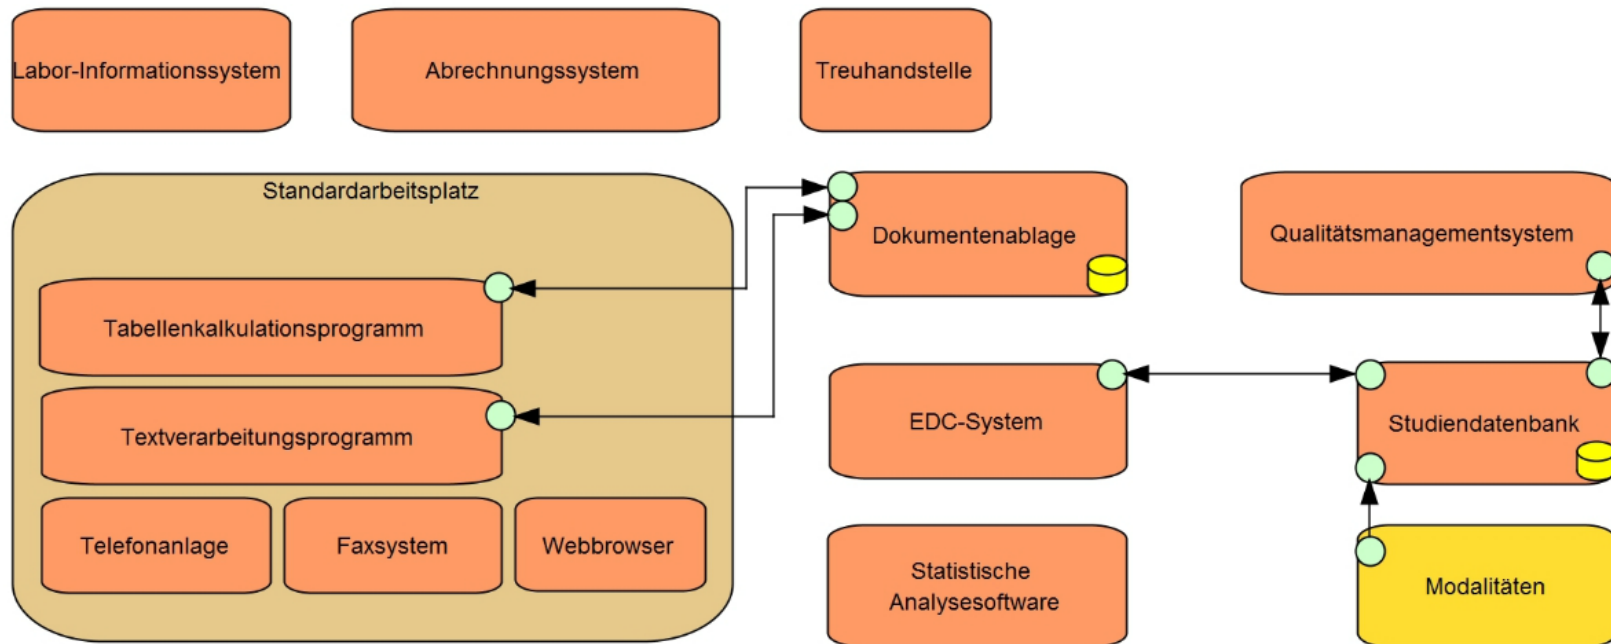 Labor-Informationssystem
Abrechnungssystem
Treuhandstelle
Standardarbeitsplatz
Dokumentenablage
Qualitätsmanagementsystem
Tabellenkalkulationsprogramm
Textverarbeitungsprogramm
EDC-System
Studiendatenbank
Telefonanlage
Faxsystem
Webbrowser
Statistische
Analysesoftware
Modalitäten